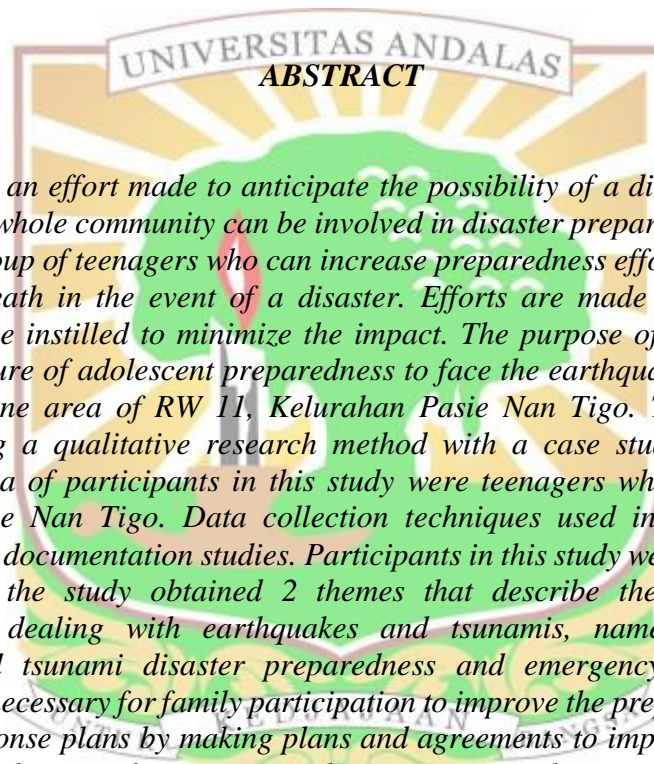 UNIVERSITAS ANDALAS
ABSTRACT
an effort made to anticipate the possibility of a di
whole community can be involved in disaster prepar
oup of teenagers who can increase preparedness effo
eath in the event of a disaster. Efforts are made
e instilled to minimize the impact. The purpose of
ure of adolescent preparedness to face the earthqua
ne area of RW 11, Kelurahan Pasie Nan Tigo. T
g a qualitative research method with a case stu
a of participants in this study were teenagers wh
e Nan Tigo. Data collection techniques used in
documentation studies. Participants in this study we
the study obtained 2 themes that describe the
dealing with earthquakes and tsunamis, name
d tsunami disaster preparedness and emergency
necessary for family participation to improve the prep
onse plans by making plans and agreements to imp
UNTUK KEDJAJAAN BANGSA